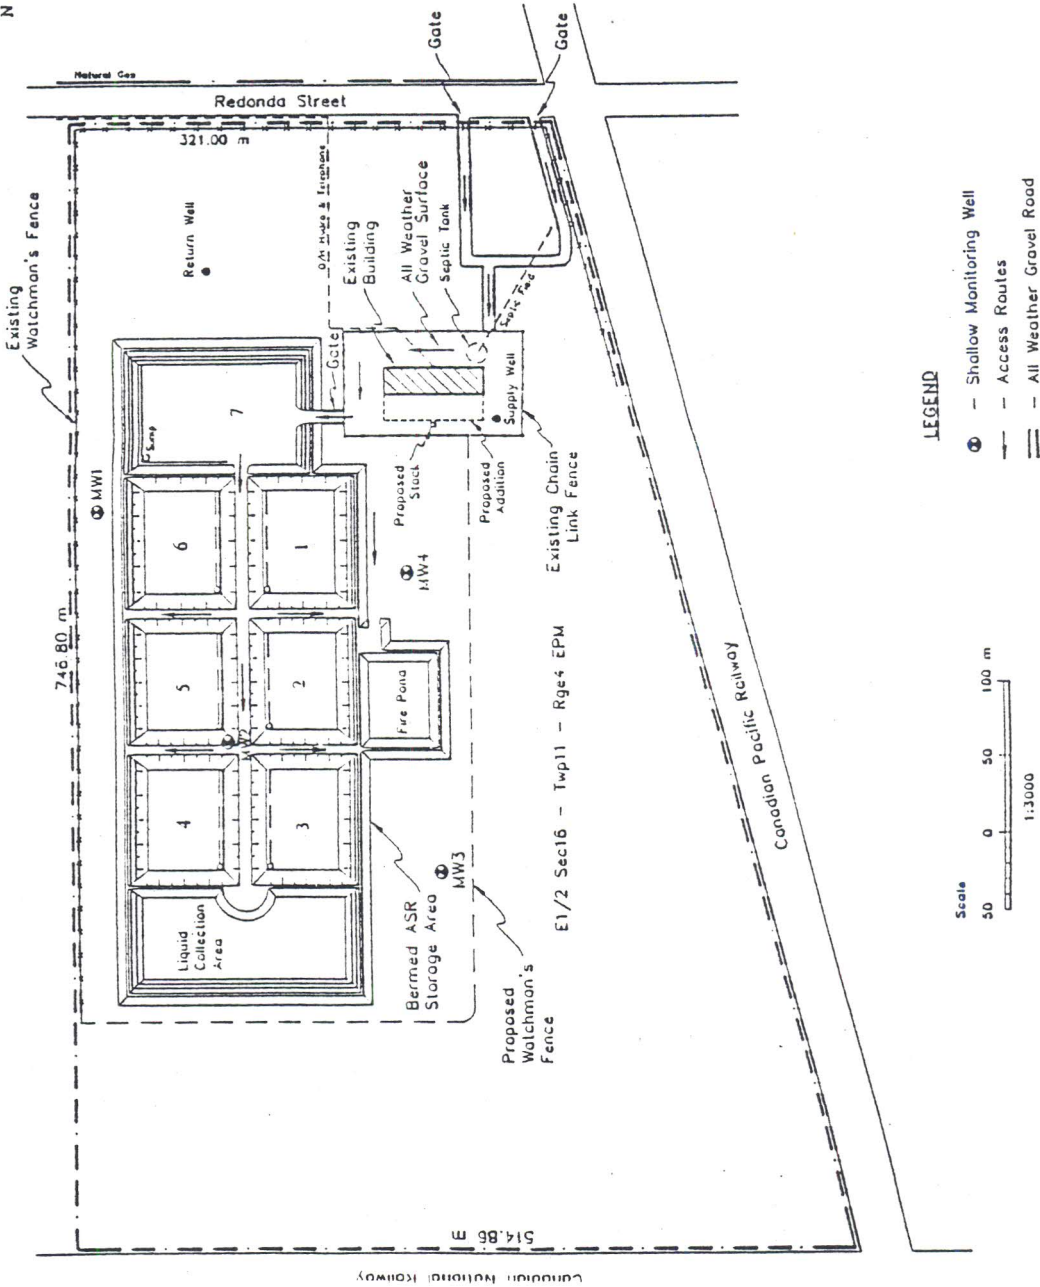 N
Natural Gas
Redonda Street
Gate
Gate
321.00 m
Existing
Watchman's Fence
Return Well
O/H Hydro & Telephone
Existing
Building
All Weather
Gravel Surface
Septic Tank
Septic Field
Gate
Supply Well
7
Sump
Proposed
Stack
Proposed
Addition
Existing Chain
Link Fence
MW1
746.80 m
6
1
MW4
5
2
Fire Pond
MW2
4
3
MW3
Liquid
Collection
Area
Bermed ASR
Storage Area
Proposed
Watchman's
Fence
E1/2 Sec16 - Twp11 - Rge4 EPM
Canadian Pacific Railway
514.86 m
Canadian National Railway
LEGEND
- Shallow Monitoring Well
- Access Routes
- All Weather Gravel Road
Scale
50 0 50 100 m
1:3000